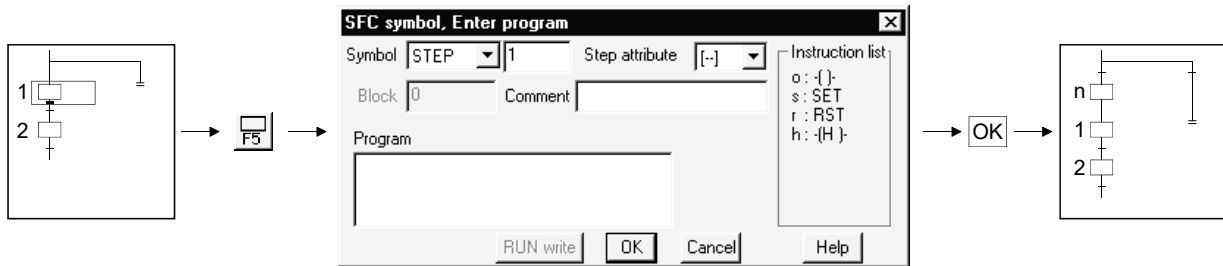 1
2
F5
SFC symbol, Enter program
Symbol STEP 1 Step attribute [--]
Block 0 Comment
Program
Instruction list
o : -( )-
s : SET
r : RST
h : -(H )-
RUN write OK Cancel Help
OK
n
1
2